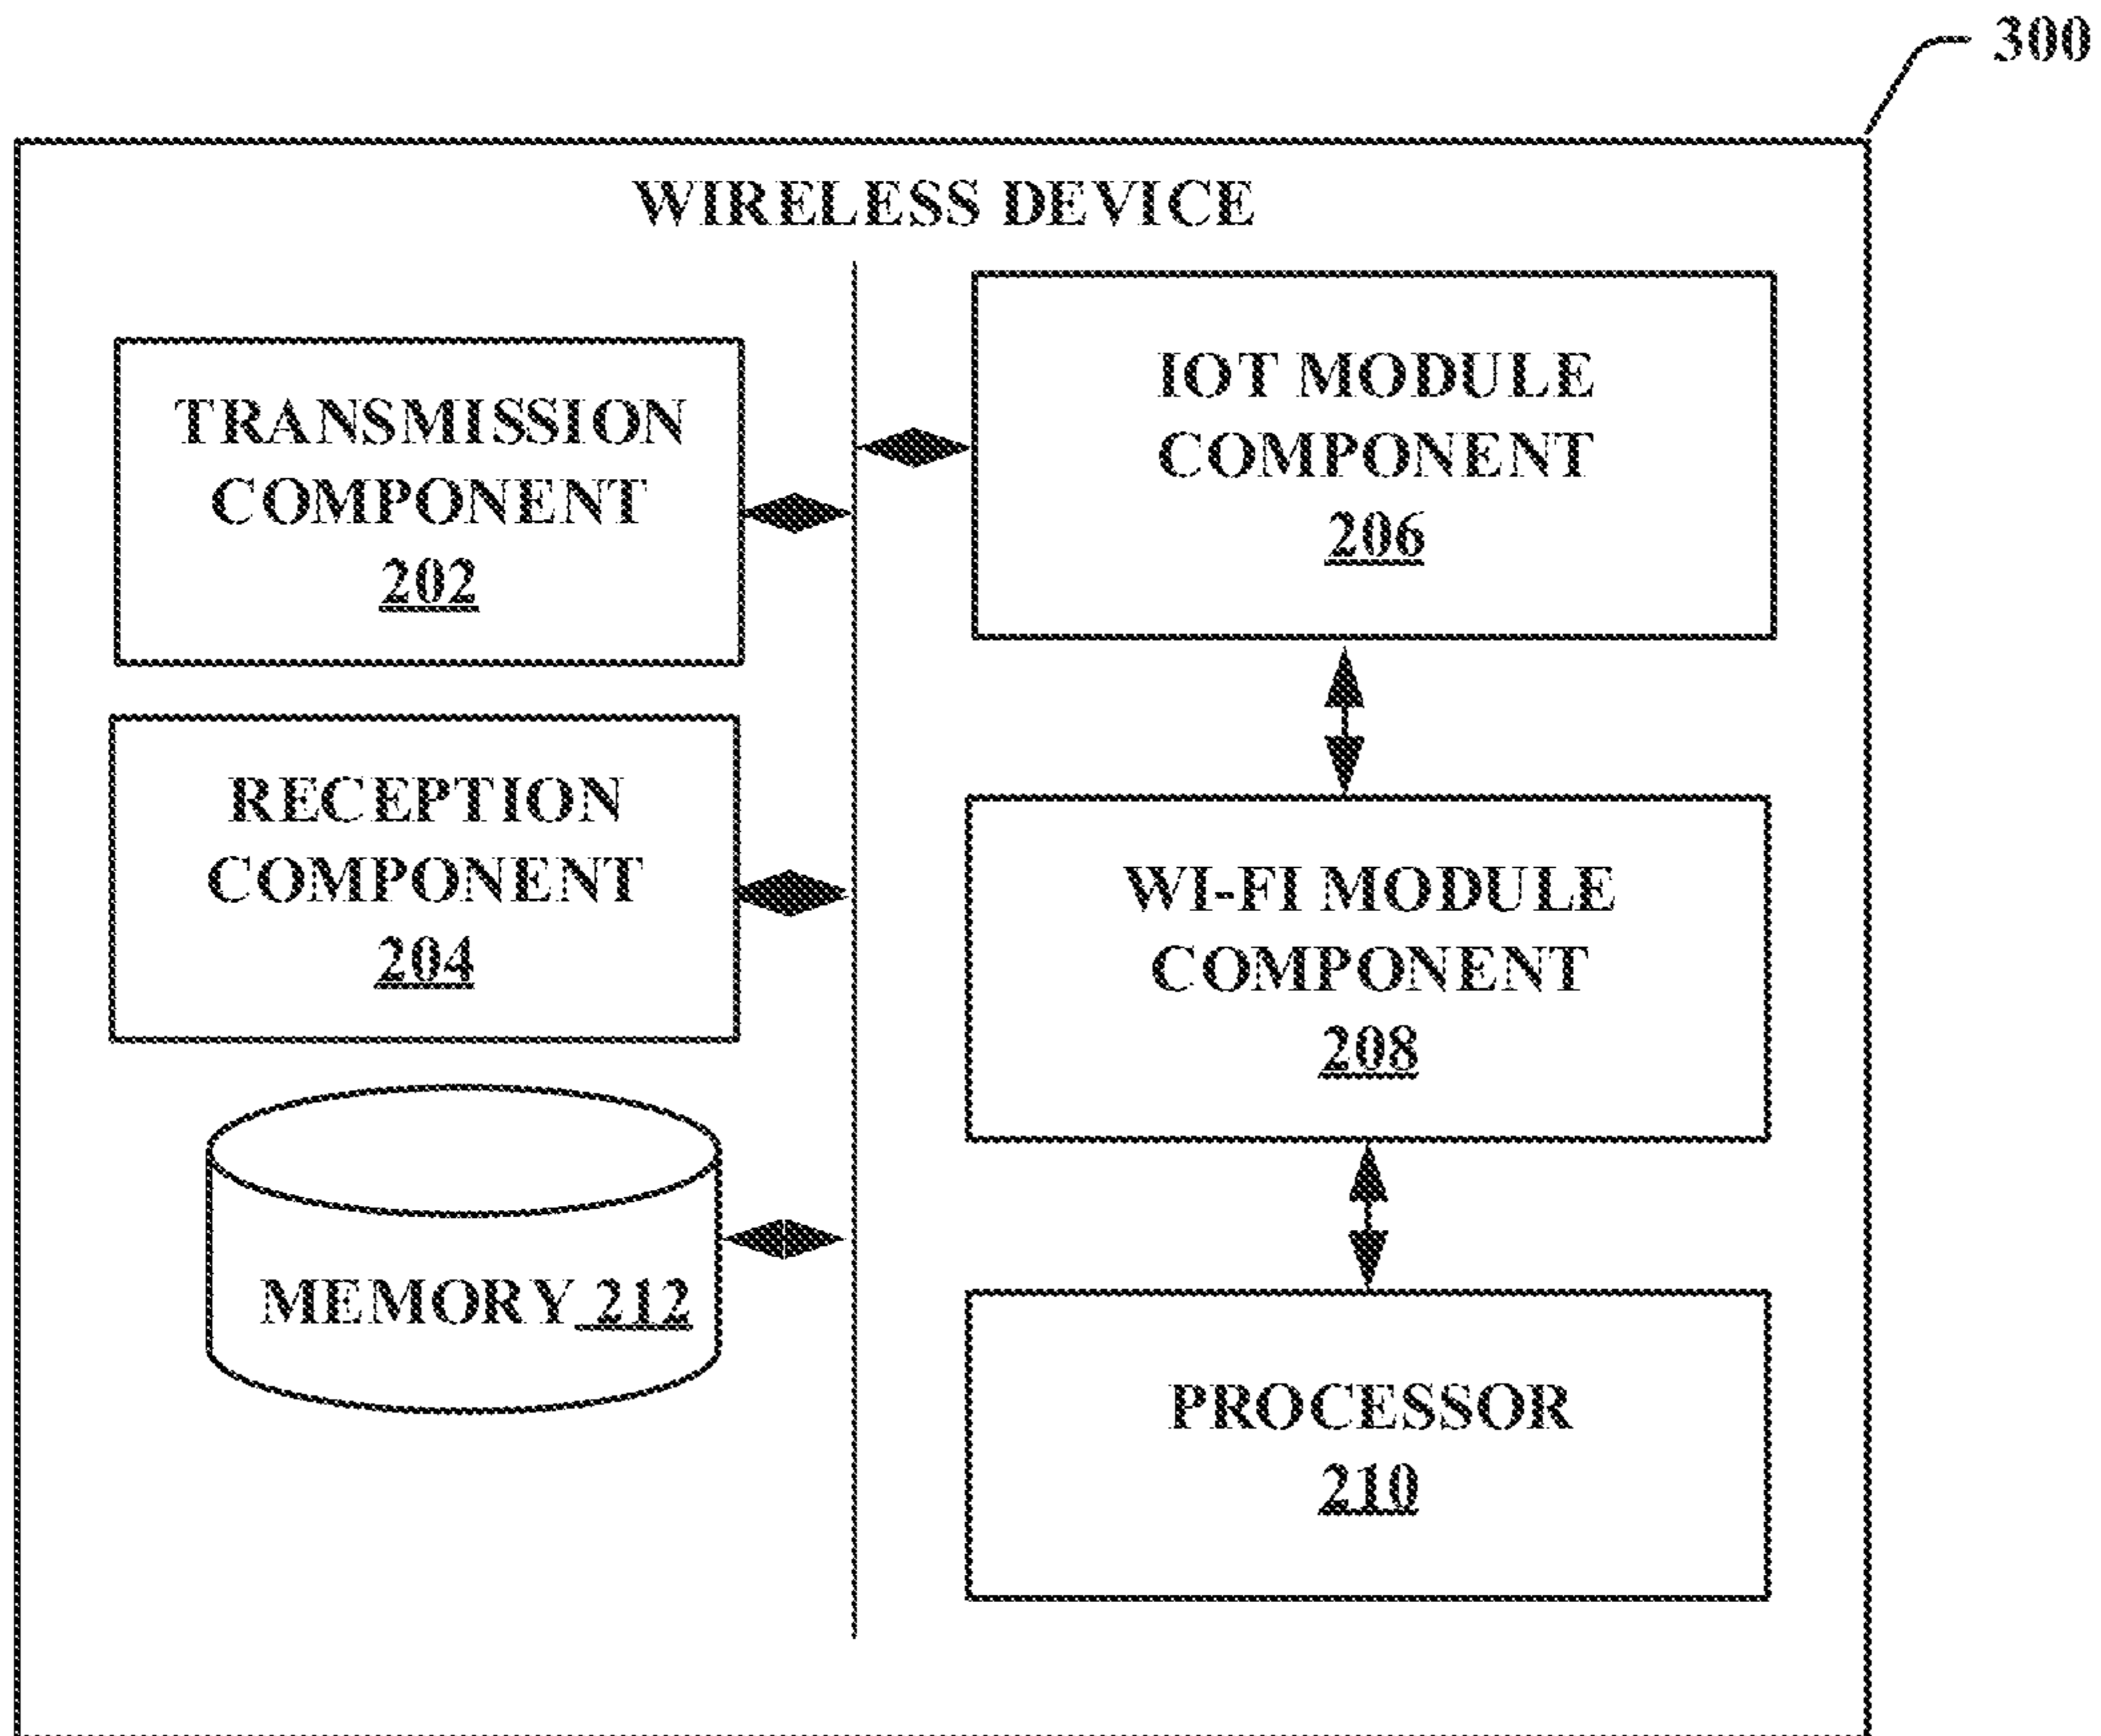 300
WIRELESS DEVICE
TRANSMISSION
COMPONENT
202
RECEPTION
COMPONENT
204
MEMORY 212
IOT MODULE
COMPONENT
206
WI-FI MODULE
COMPONENT
208
PROCESSOR
210